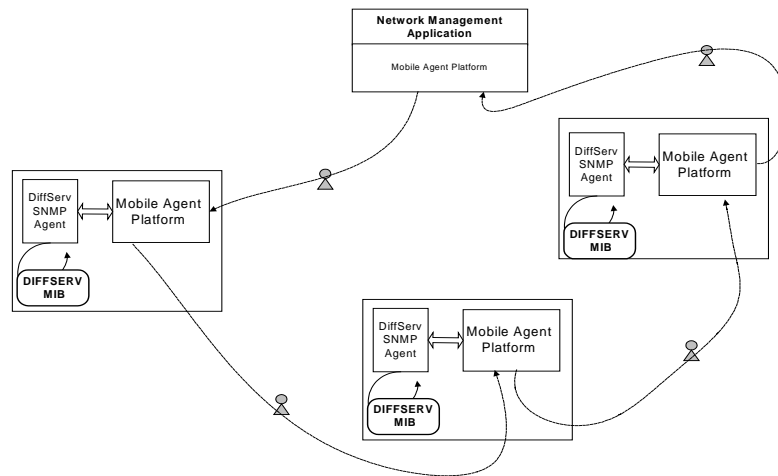 Network Management
Application
Mobile Agent Platform
DiffServ
SNMP
Agent
Mobile Agent
Platform
DIFFSERV
MIB
DiffServ
SNMP
Agent
Mobile Agent
Platform
DIFFSERV
MIB
DiffServ
SNMP
Agent
Mobile Agent
Platform
DIFFSERV
MIB